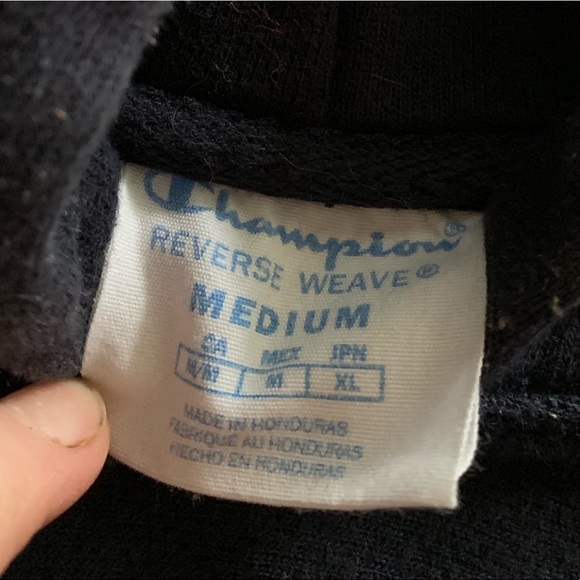 Champion
REVERSE WEAVE®
MEDIUM
CA MEX JPN
M/M M XL
MADE IN HONDURAS
FABRIQUÉ AU HONDURAS
HECHO EN HONDURAS